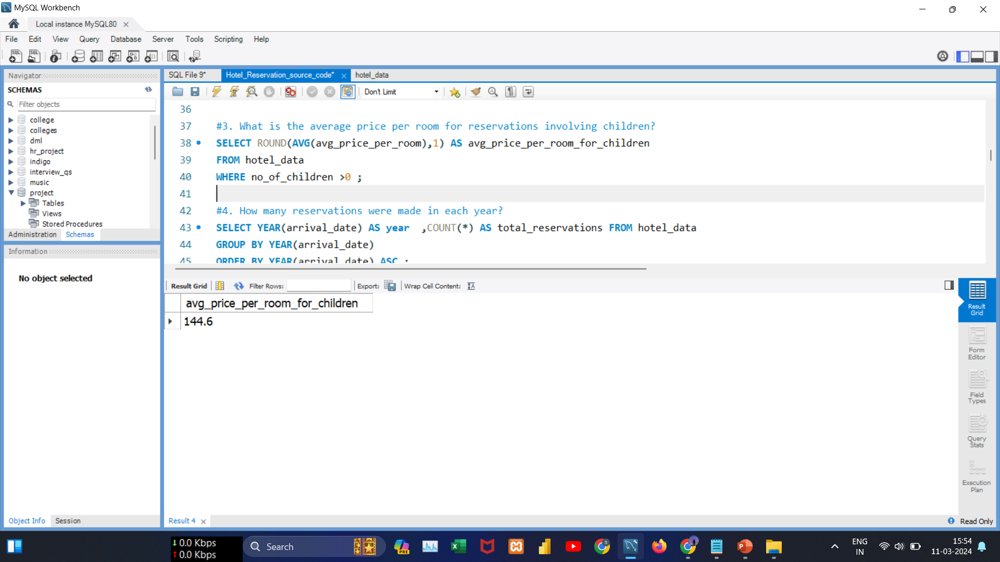 MySQL Workbench
Local instance MySQL80
File Edit View Query Database Server Tools Scripting Help
Navigator
SCHEMAS
Filter objects
college
colleges
dml
hr_project
indigo
interview_qs
music
project
Tables
Views
Stored Procedures
Administration Schemas
Information
No object selected
Object Info Session
SQL File 9* Hotel_Reservation_source_code* hotel_data
Don't Limit
36
37 #3. What is the average price per room for reservations involving children?
38 SELECT ROUND(AVG(avg_price_per_room),1) AS avg_price_per_room_for_children
39 FROM hotel_data
40 WHERE no_of_children >0 ;
41
42 #4. How many reservations were made in each year?
43 SELECT YEAR(arrival_date) AS year ,COUNT(*) AS total_reservations FROM hotel_data
44 GROUP BY YEAR(arrival_date)
45 ORDER BY YEAR(arrival_date) ASC ;
Result Grid Filter Rows: Export: Wrap Cell Content:
avg_price_per_room_for_children
144.6
Result Grid
Form Editor
Field Types
Query Stats
Execution Plan
Result 4
Read Only
0.0 Kbps
0.0 Kbps
Search
PRE
ENG
IN
15:54
11-03-2024